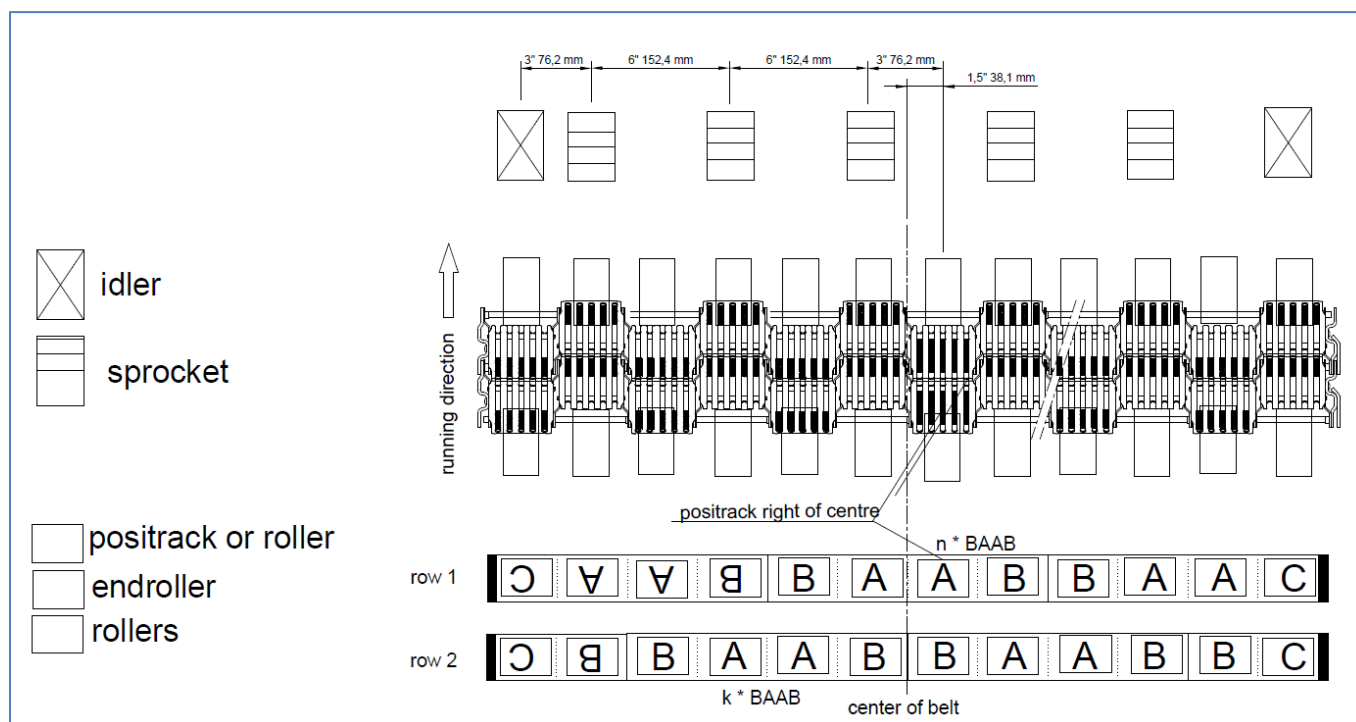 3" 76,2 mm 6" 152,4 mm 6" 152,4 mm 3" 76,2 mm
1,5" 38,1 mm
idler
sprocket
running direction
positrack right of centre
positrack or roller
endroller
rollers
n * BAAB
row 1 C A A B B A A B B A A C
row 2 C B B A A B B A A B B C
k * BAAB
center of belt